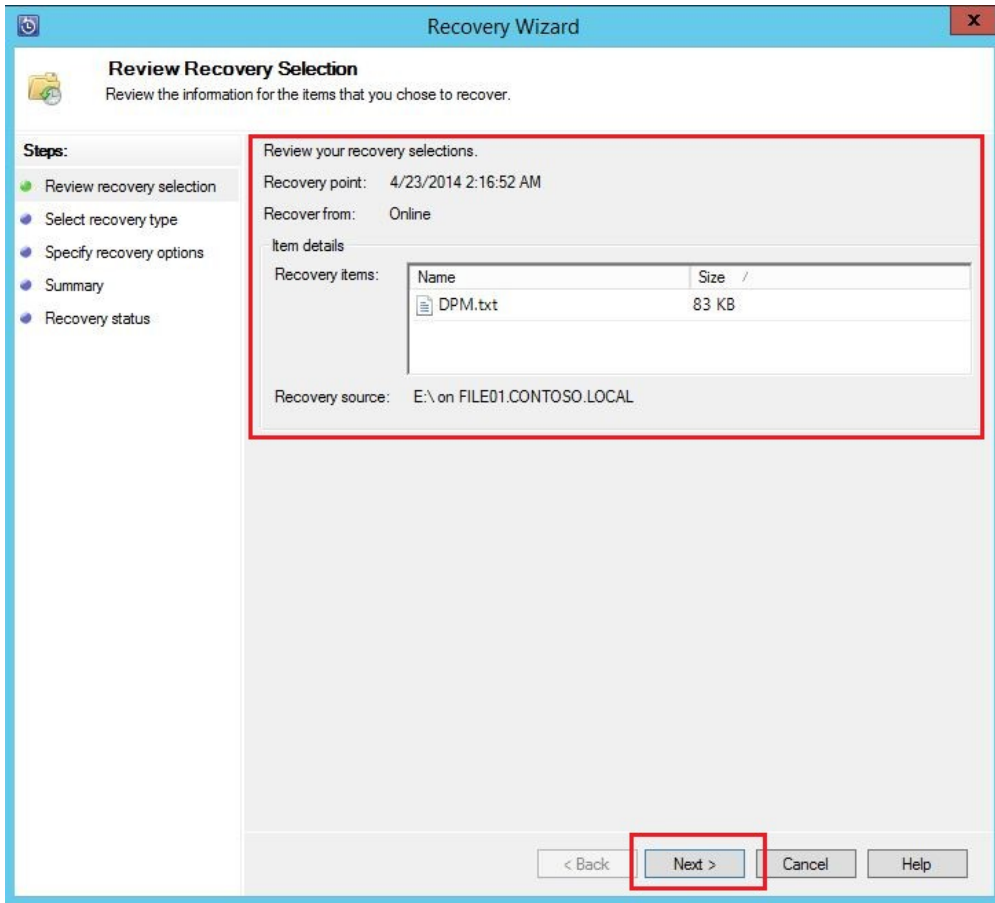 Recovery Wizard
x
Review Recovery Selection
Review the information for the items that you chose to recover.
Steps:
Review recovery selection
Select recovery type
Specify recovery options
Summary
Recovery status
Review your recovery selections.
Recovery point: 4/23/2014 2:16:52 AM
Recover from: Online
Item details
Recovery items:
Name Size
DPM.txt 83 KB
Recovery source: E:\ on FILE01.CONTOSO.LOCAL
< Back Next > Cancel Help